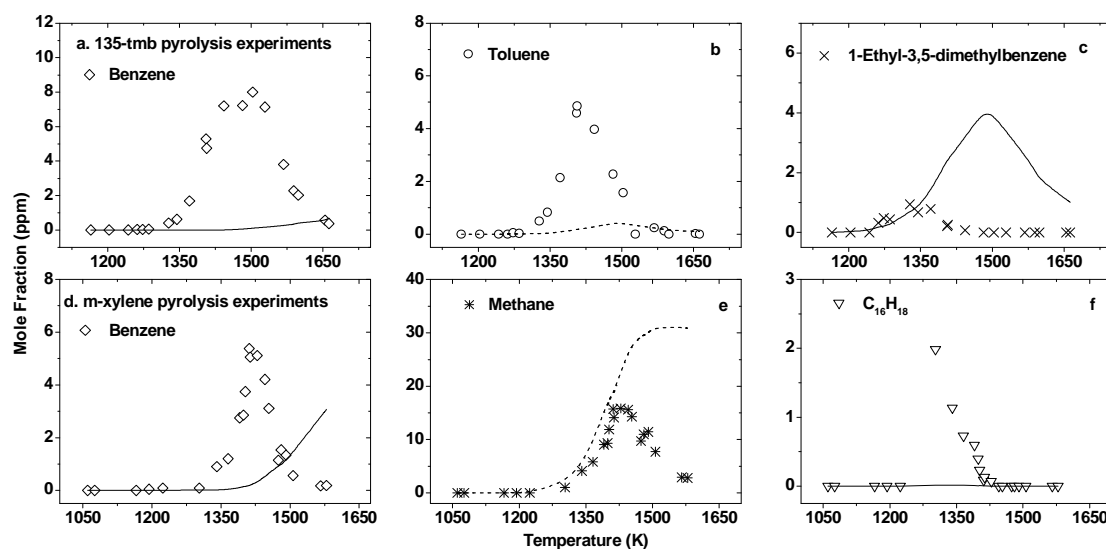 a. 135-tmb pyrolysis experiments
Benzene
12
10
8
6
4
2
0
1200 1350 1500 1650
b
Toluene
8
6
4
2
0
1200 1350 1500 1650
c
1-Ethyl-3,5-dimethylbenzene
6
4
2
0
1200 1350 1500 1650
Mole Fraction (ppm)
d. m-xylene pyrolysis experiments
Benzene
8
6
4
2
0
1050 1200 1350 1500 1650
e
Methane
40
30
20
10
0
1050 1200 1350 1500 1650
f
C₁₆H₁₈
3
2
1
0
1050 1200 1350 1500 1650
Temperature (K)